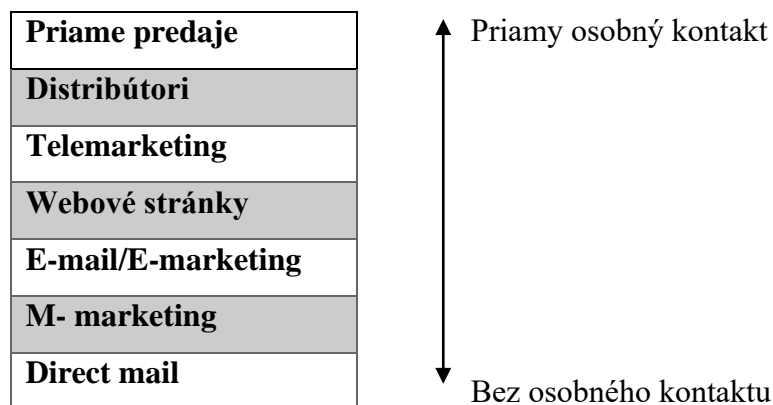 Priame predaje
Priamy osobný kontakt
Distribútori
Telemarketing
Webové stránky
E-mail/E-marketing
M- marketing
Direct mail
Bez osobného kontaktu